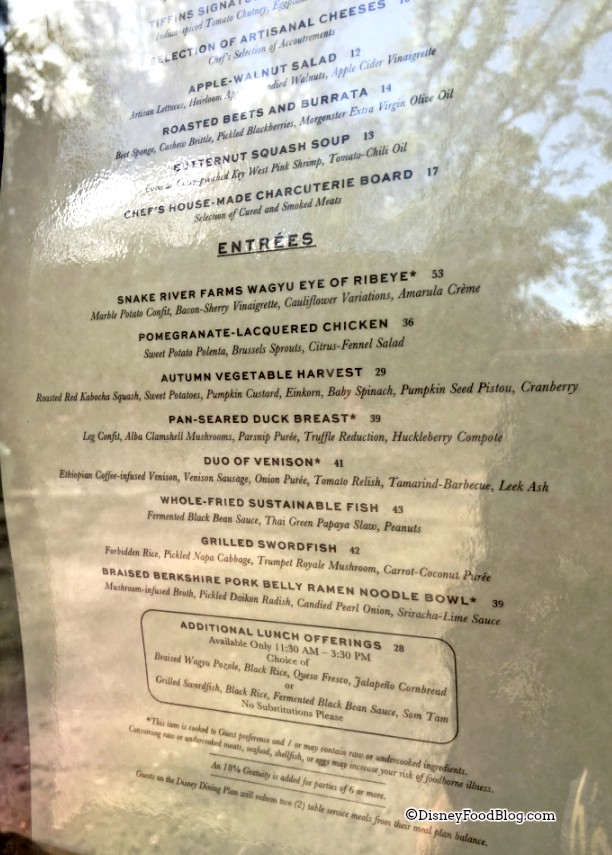 TIFFINS SIGNATURE
Indian-spiced Tomato Chutney,
SELECTION OF ARTISANAL CHEESES
Chef's Selection of Accoutrements
APPLE-WALNUT SALAD 12
Artisan Lettuces, Heirloom Walnuts, Apple Cider Vinaigrette
ROASTED BEETS AND BURRATA 14
Beet Sponge, Cashew Brittle, Pickled Blackberries, Morgenster Extra Virgin Olive Oil
BUTTERNUT SQUASH SOUP 13
Key West Pink Shrimp, Tomato-Chili Oil
CHEF'S HOUSE-MADE CHARCUTERIE BOARD 17
Selection of Cured and Smoked Meats
ENTRÉES
SNAKE RIVER FARMS WAGYU EYE OF RIBEYE* 53
Marble Potato Confit, Bacon-Sherry Vinaigrette, Cauliflower Variations, Amarula Crème
POMEGRANATE-LACQUERED CHICKEN 36
Sweet Potato Polenta, Brussels Sprouts, Citrus-Fennel Salad
AUTUMN VEGETABLE HARVEST 29
Roasted Red Kabocha Squash, Sweet Potatoes, Pumpkin Custard, Einkorn, Baby Spinach, Pumpkin Seed Pistou, Cranberry
PAN-SEARED DUCK BREAST* 39
Leg Confit, Alba Clamshell Mushrooms, Parsnip Purée, Truffle Reduction, Huckleberry Compote
DUO OF VENISON* 41
Ethiopian Coffee-infused Venison, Venison Sausage, Onion Purée, Tomato Relish, Tamarind-Barbecue, Leek Ash
WHOLE-FRIED SUSTAINABLE FISH 43
Fermented Black Bean Sauce, Thai Green Papaya Slaw, Peanuts
GRILLED SWORDFISH 42
Forbidden Rice, Pickled Napa Cabbage, Trumpet Royale Mushroom, Carrot-Coconut Purée
BRAISED BERKSHIRE PORK BELLY RAMEN NOODLE BOWL* 39
Mushroom-infused Broth, Pickled Daikon Radish, Candied Pearl Onion, Sriracha-Lime Sauce
ADDITIONAL LUNCH OFFERINGS 28
Available Only 11:30 AM – 3:30 PM
Choice of
Braised Wagyu Pozole, Black Rice, Queso Fresco, Jalapeño Cornbread
or
Grilled Swordfish, Black Rice, Fermented Black Bean Sauce, Som Tam
No Substitutions Please
*This item is cooked to Guest preference and / or may contain raw or undercooked ingredients.
Consuming raw or undercooked meats, seafood, shellfish, or eggs may increase your risk of foodborne illness.
An 18% Gratuity is added for parties of 6 or more.
Guests on the Disney Dining Plan will redeem two (2) table service meals from their meal plan balance.
©DisneyFoodBlog.com